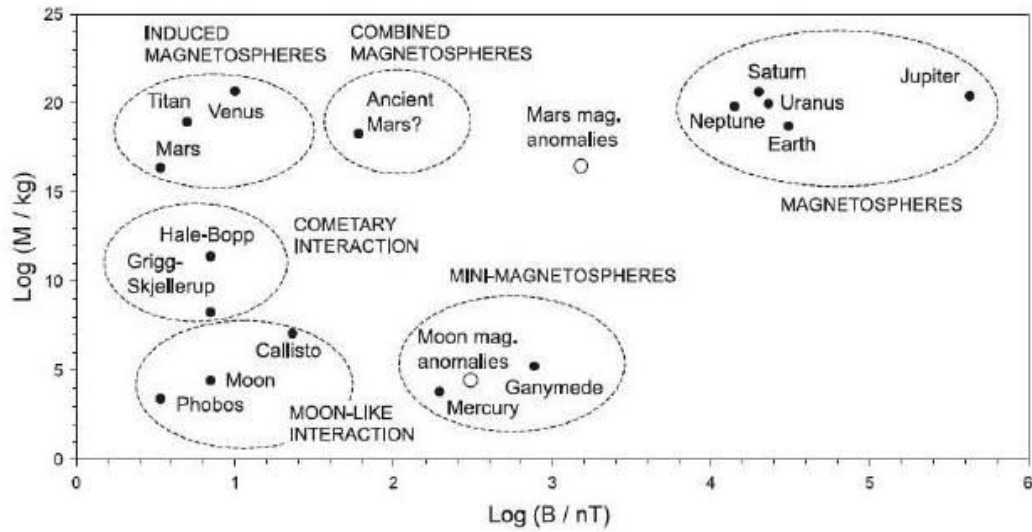 25
20
15
10
5
0
Log (M / kg)
INDUCED
MAGNETOSPHERES
COMBINED
MAGNETOSPHERES
Titan
Venus
Mars
Ancient
Mars?
Mars mag.
anomalies
Saturn
Jupiter
Uranus
Neptune
Earth
MAGNETOSPHERES
Hale-Bopp
Grigg-
Skjellerup
COMETARY
INTERACTION
MINI-MAGNETOSPHERES
Callisto
Moon
Phobos
MOON-LIKE
INTERACTION
Moon mag.
anomalies
Ganymede
Mercury
0 1 2 3 4 5 6
Log (B / nT)